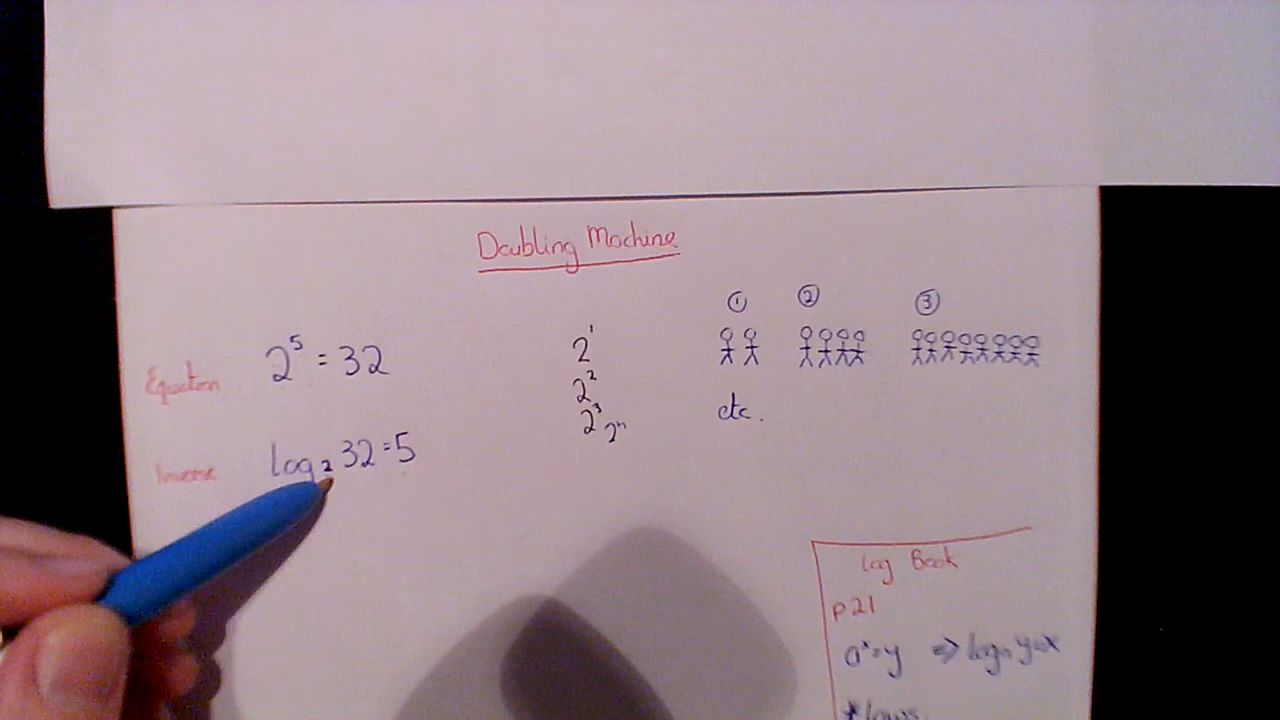 Doubling Machine
① ② ③
Equation 2⁵ = 32
2¹
2²
2³ 2ⁿ
etc.
Inverse log₂ 32 = 5
Log Book
p21
aˣ=y => logₐ y=x
*laws